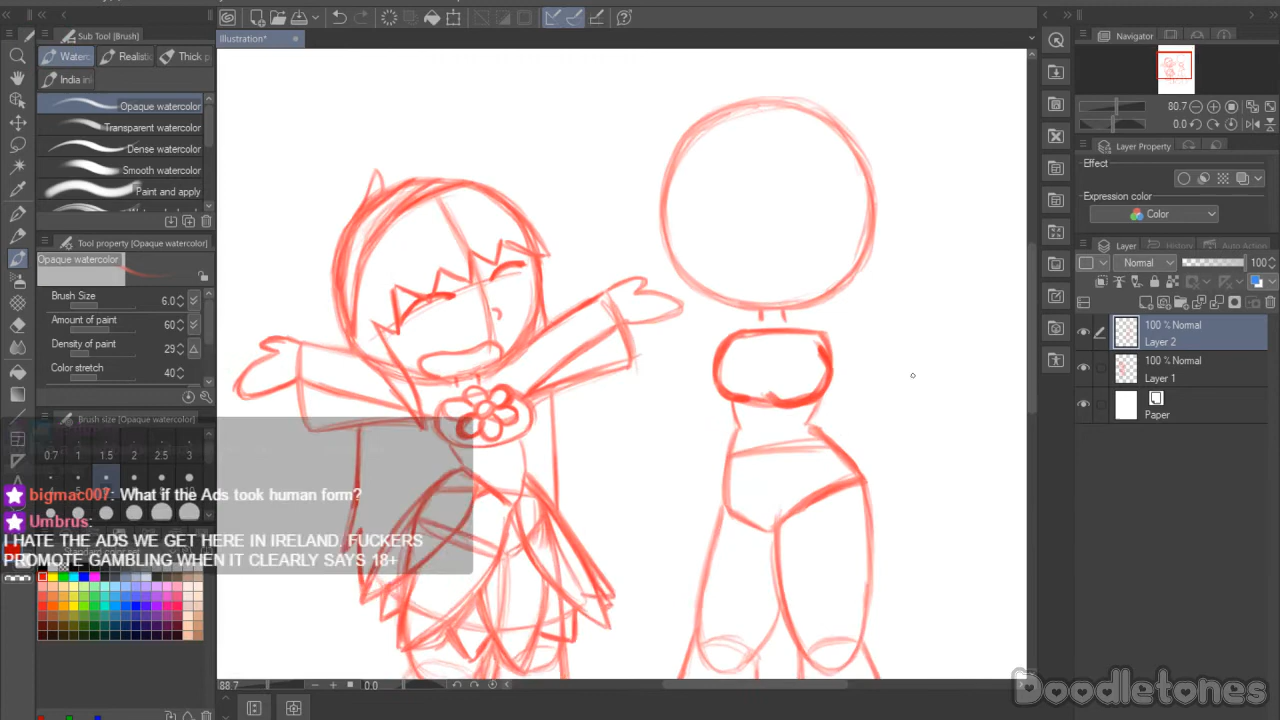 Sub Tool [Brush]
Illustration*
Navigator
Waterc
Realistic
Thick p
India in
Opaque watercolor
Transparent watercolor
Dense watercolor
Smooth watercolor
Paint and apply
80.7
0.0
Layer Property
Effect
Expression color
Color
Tool property [Opaque watercolor]
Opaque watercolor
Brush Size 6.0
Amount of paint 60
Density of paint 29
Color stretch 40
Layer
History
Auto Action
Normal 100
100 % Normal
Layer 2
100 % Normal
Layer 1
Paper
Brush size [Opaque watercolor]
0.7 1 1.5 2 2.5 3
bigmac007: What if the Ads took human form?
Umbrus:
I HATE THE ADS WE GET HERE IN IRELAND. FUCKERS
PROMOTE GAMBLING WHEN IT CLEARLY SAYS 18+
Standard color set
88.7 0.0
Doodletones